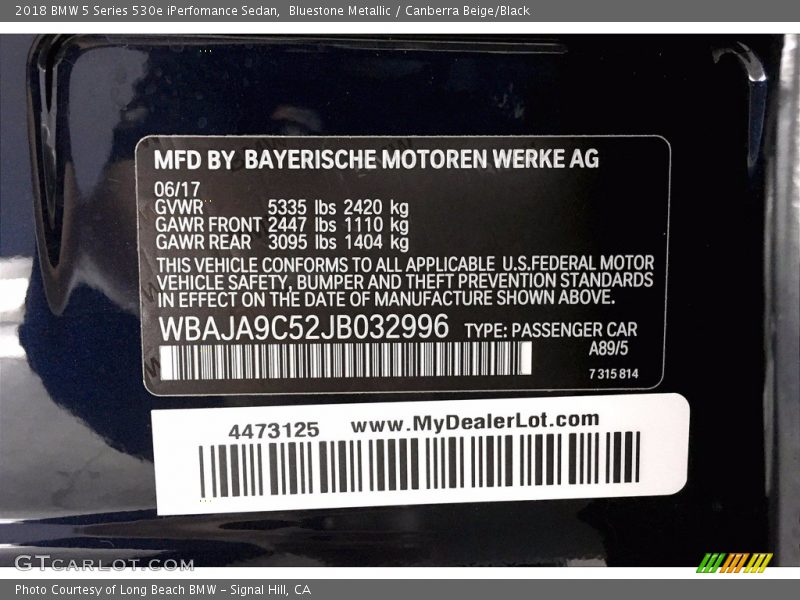 2018 BMW 5 Series 530e iPerfomance Sedan, Bluestone Metallic / Canberra Beige/Black
MFD BY BAYERISCHE MOTOREN WERKE AG
06/17
GVWR 5335 lbs 2420 kg
GAWR FRONT 2447 lbs 1110 kg
GAWR REAR 3095 lbs 1404 kg
THIS VEHICLE CONFORMS TO ALL APPLICABLE U.S.FEDERAL MOTOR
VEHICLE SAFETY, BUMPER AND THEFT PREVENTION STANDARDS
IN EFFECT ON THE DATE OF MANUFACTURE SHOWN ABOVE.
WBAJA9C52JB032996 TYPE: PASSENGER CAR
A89/5
7 315 814
4473125 www.MyDealerLot.com
GTCARLOT.COM
Photo Courtesy of Long Beach BMW - Signal Hill, CA